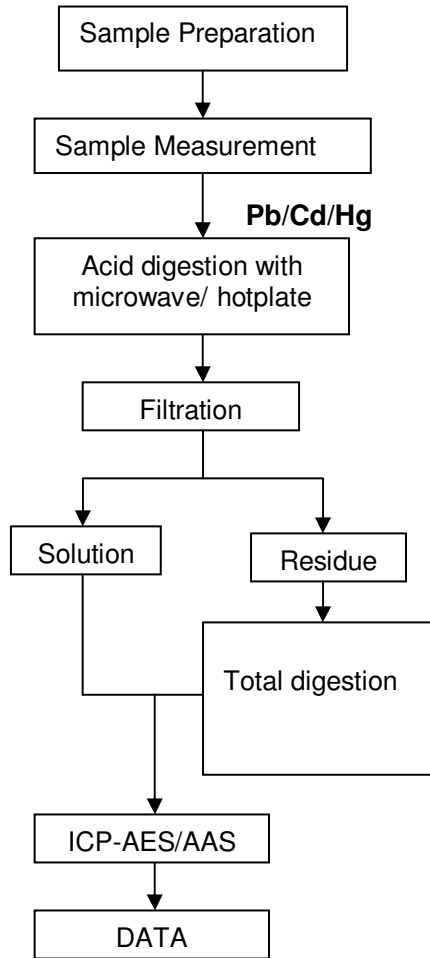 Sample Preparation
Sample Measurement
Pb/Cd/Hg
Acid digestion with
microwave/ hotplate
Filtration
Solution
Residue
Total digestion
ICP-AES/AAS
DATA